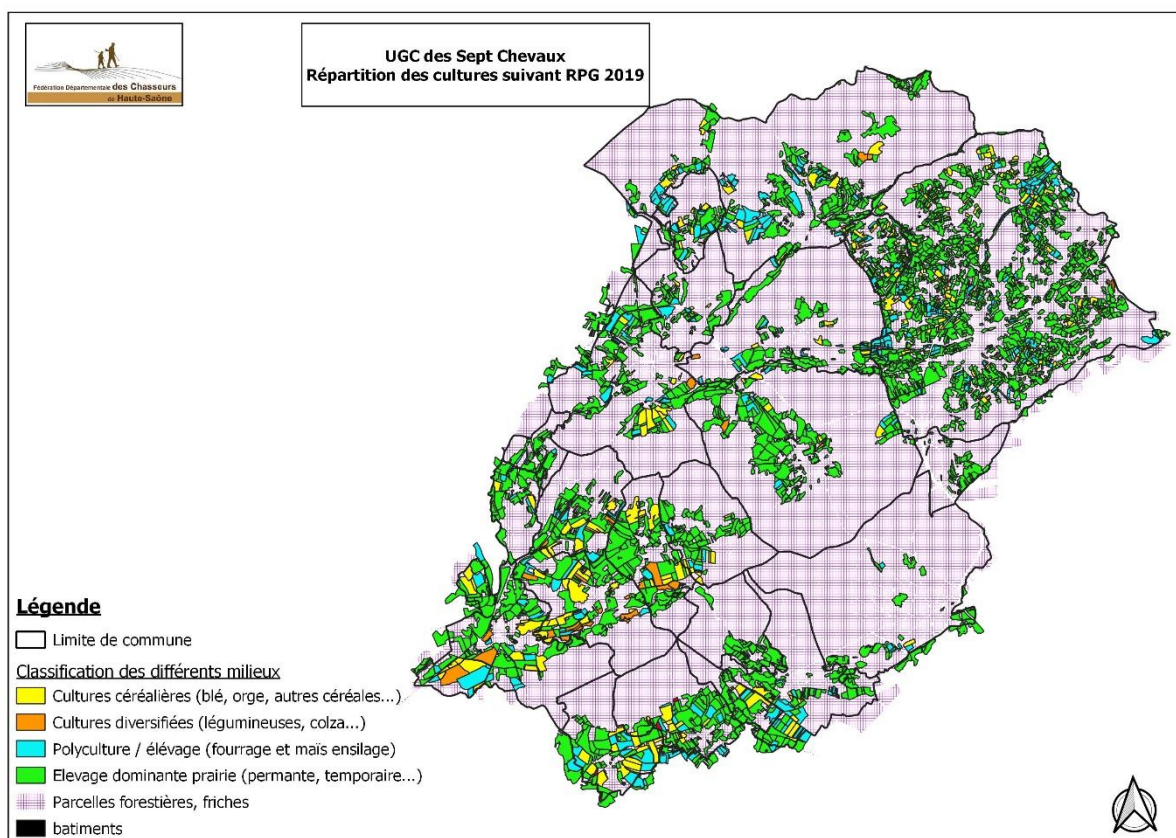 Fédération Départementale des Chasseurs
de Haute-Saône
UGC des Sept Chevaux
Répartition des cultures suivant RPG 2019
Légende
Limite de commune
Classification des différents milieu
Cultures céréalières (blé, orge, autres céréales...)
Cultures diversifiées (légumineuses, colza...)
Polyculture / élévage (fourrage et maïs ensilage)
Elevage dominante prairie (permante, temporaire...)
Parcelles forestières, friches
batiments